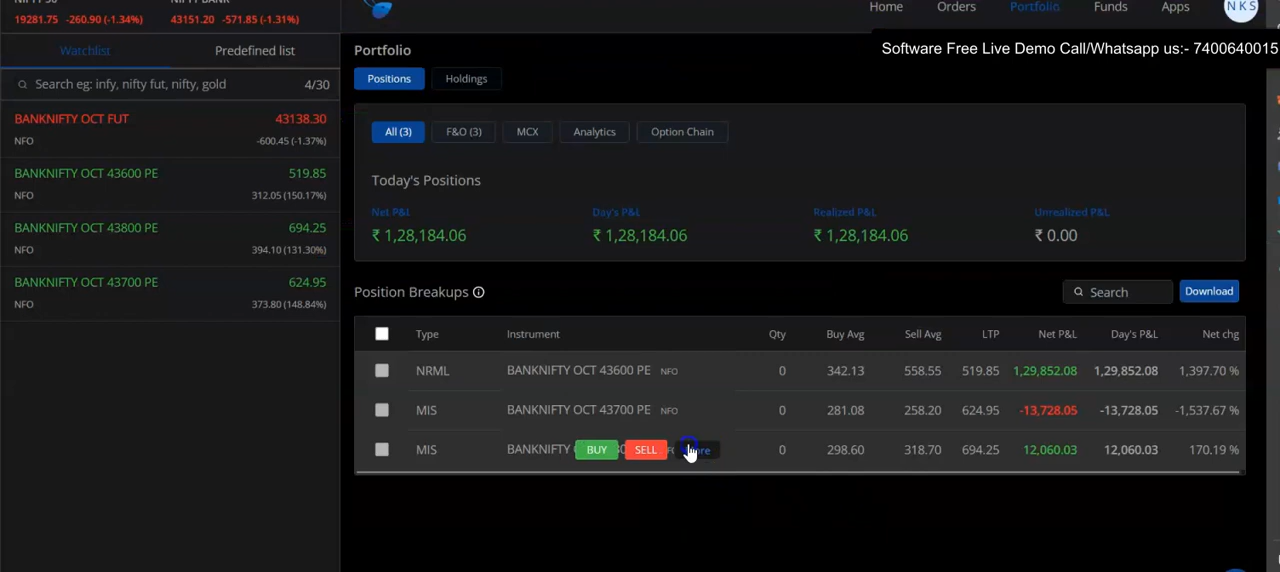 19281.75 -260.90 (-1.34%) 43151.20 -571.85 (-1.31%)
Home Orders Portfolio Funds Apps N K S
Software Free Live Demo Call/Whatsapp us:- 7400640015
Watchlist Predefined list
Search eg: infy, nifty fut, nifty, gold 4/30
BANKNIFTY OCT FUT 43138.30
NFO -600.45 (-1.37%)
BANKNIFTY OCT 43600 PE 519.85
NFO 312.05 (150.17%)
BANKNIFTY OCT 43800 PE 694.25
NFO 394.10 (131.30%)
BANKNIFTY OCT 43700 PE 624.95
NFO 373.80 (148.84%)
Portfolio
Positions Holdings
All (3) F&O (3) MCX Analytics Option Chain
Today's Positions
Net P&L Day's P&L Realized P&L Unrealized P&L
₹ 1,28,184.06 ₹ 1,28,184.06 ₹ 1,28,184.06 ₹ 0.00
Position Breakups Search Download
Type Instrument Qty Buy Avg Sell Avg LTP Net P&L Day's P&L Net chg
NRML BANKNIFTY OCT 43600 PE NFO 0 342.13 558.55 519.85 1,29,852.08 1,29,852.08 1,397.70 %
MIS BANKNIFTY OCT 43700 PE NFO 0 281.08 258.20 624.95 -13,728.05 -13,728.05 -1,537.67 %
MIS BANKNIFTY BUY SELL 0 298.60 318.70 694.25 12,060.03 12,060.03 170.19 %